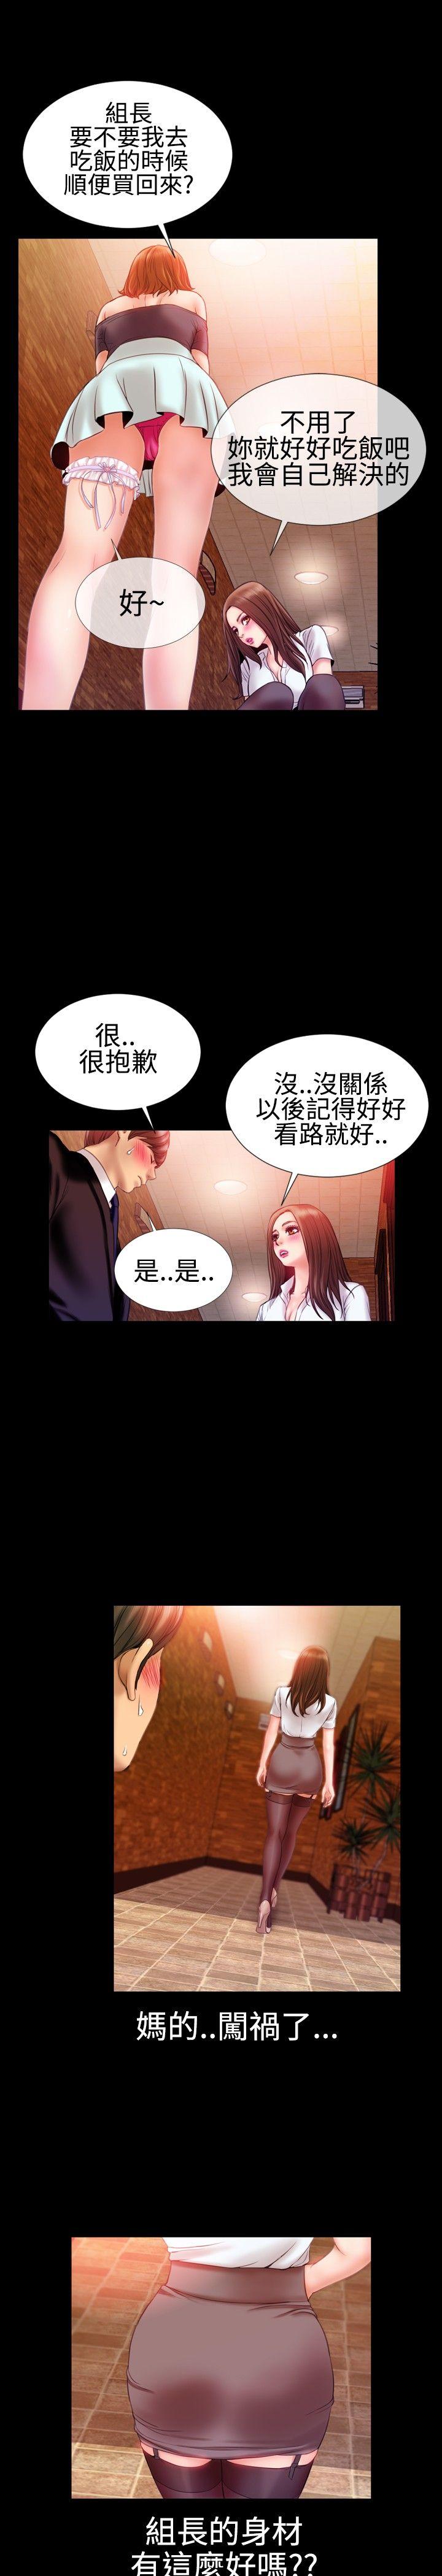 組長
要不要我去
吃飯的時候
順便買回來?
不用了
妳就好好吃飯吧
我會自己解決的
好~
很..
很抱歉
沒..沒關係
以後記得好好
看路就好..
是..是..
媽的..闖禍了...
組長的身材
有這麼好嗎??